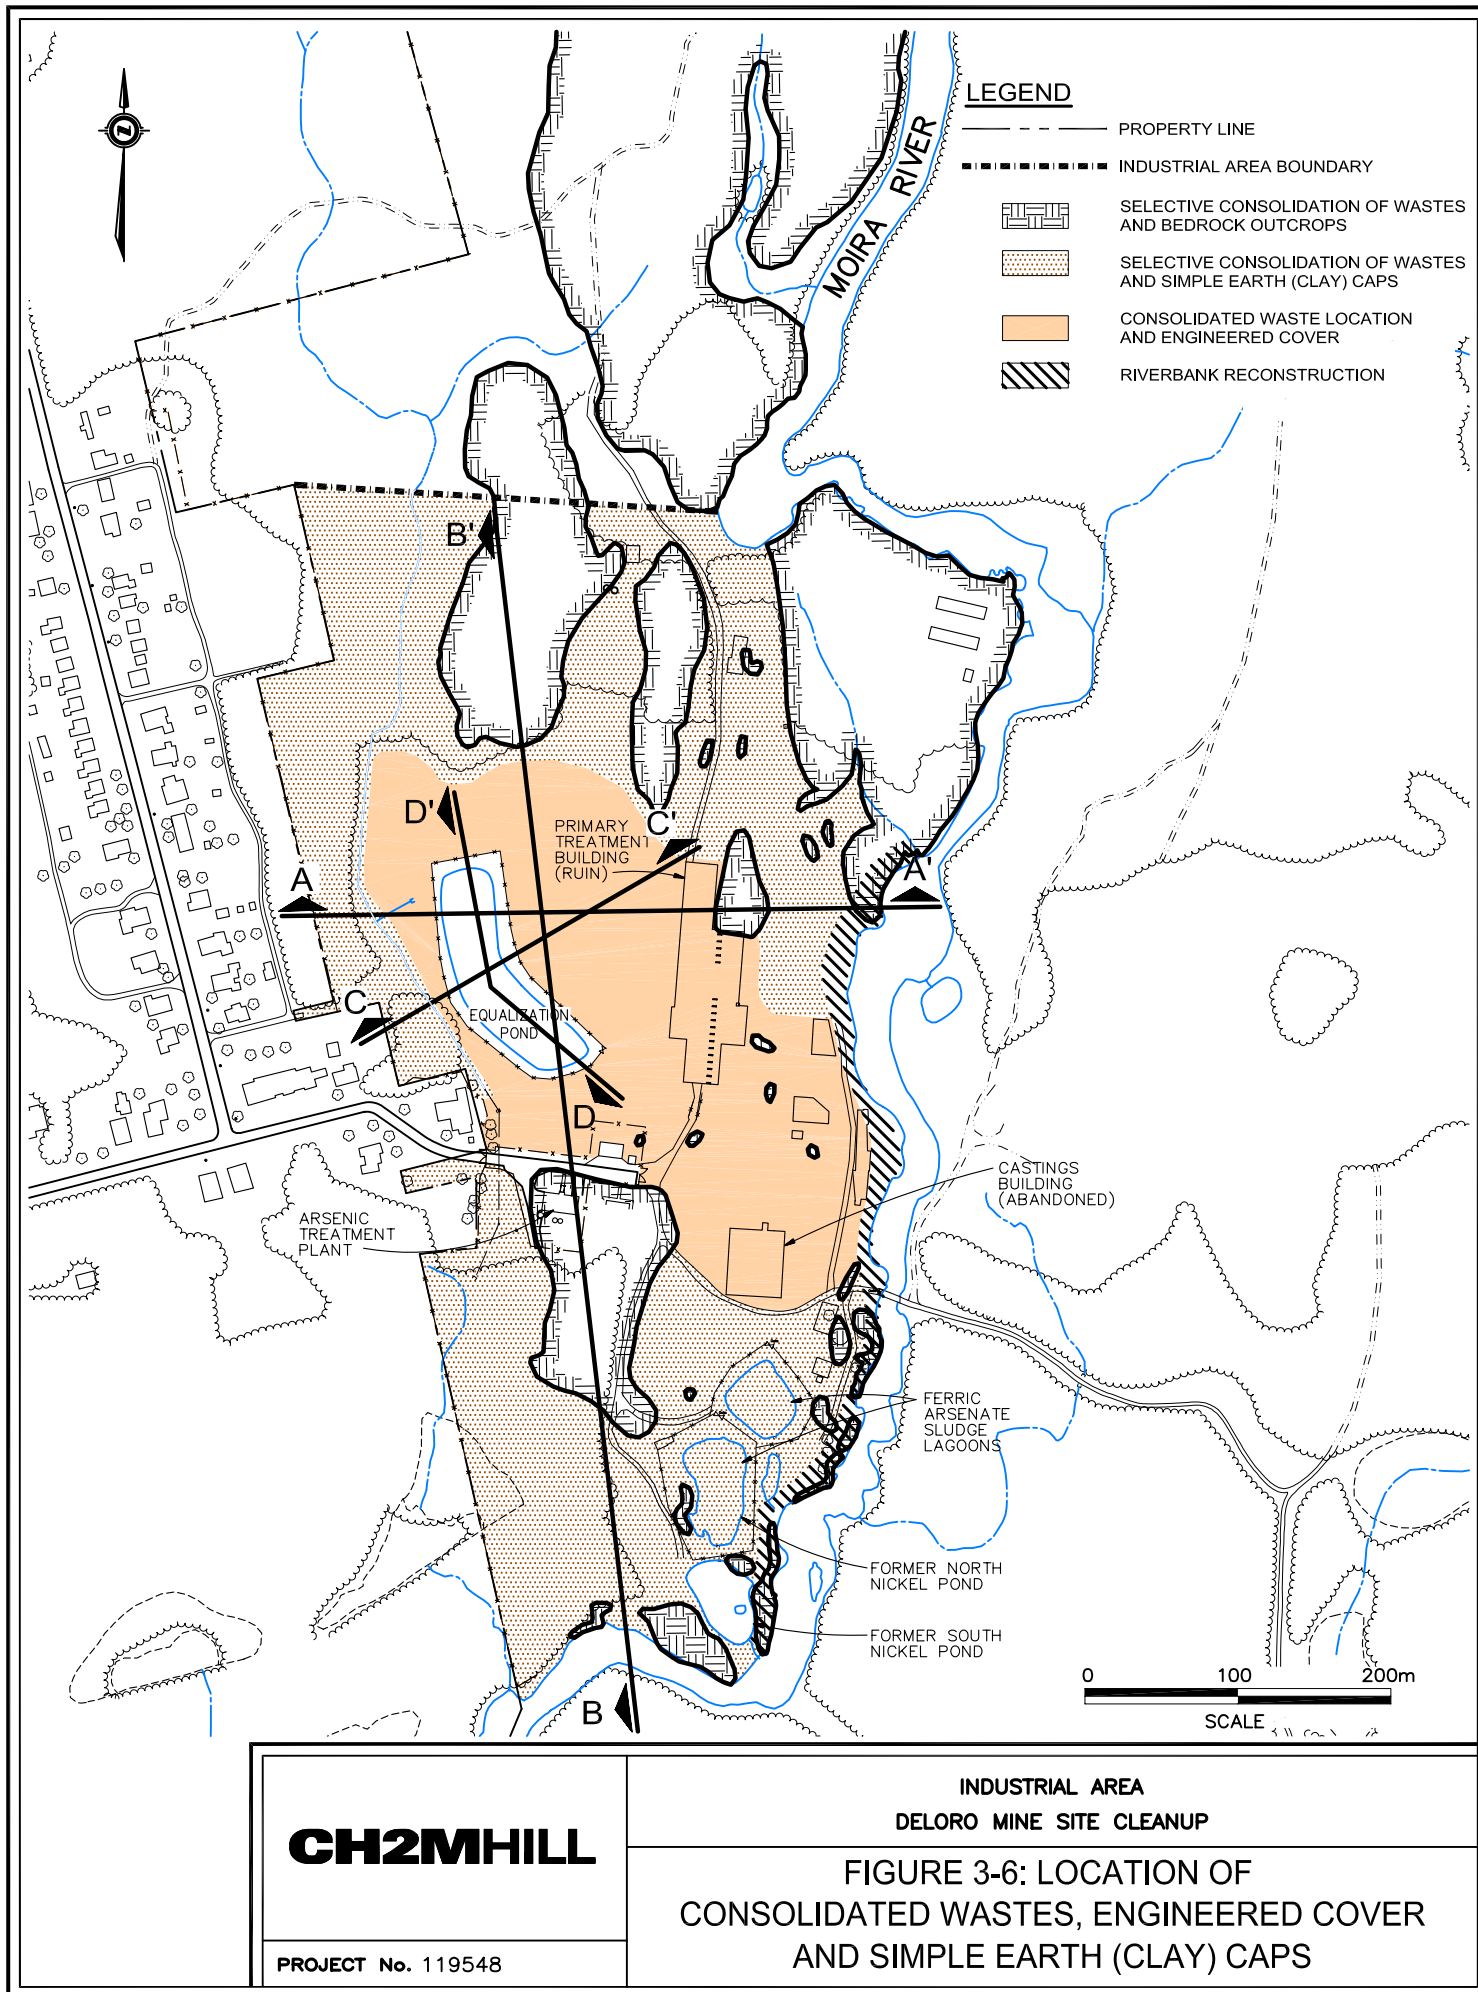 LEGEND
PROPERTY LINE
INDUSTRIAL AREA BOUNDARY
SELECTIVE CONSOLIDATION OF WASTES
AND BEDROCK OUTCROPS
SELECTIVE CONSOLIDATION OF WASTES
AND SIMPLE EARTH (CLAY) CAPS
CONSOLIDATED WASTE LOCATION
AND ENGINEERED COVER
RIVERBANK RECONSTRUCTION
Z
MOIRA RIVER
B'
D'
PRIMARY
TREATMENT
BUILDING
(RUIN)
C'
A
A'
C
EQUALIZATION
POND
D
CASTINGS
BUILDING
(ABANDONED)
ARSENIC
TREATMENT
PLANT
FERRIC
ARSENATE
SLUDGE
LAGOONS
FORMER NORTH
NICKEL POND
FORMER SOUTH
NICKEL POND
B
0 100 200m
SCALE
CH2MHILL
PROJECT No. 119548
INDUSTRIAL AREA
DELORO MINE SITE CLEANUP
FIGURE 3-6: LOCATION OF
CONSOLIDATED WASTES, ENGINEERED COVER
AND SIMPLE EARTH (CLAY) CAPS